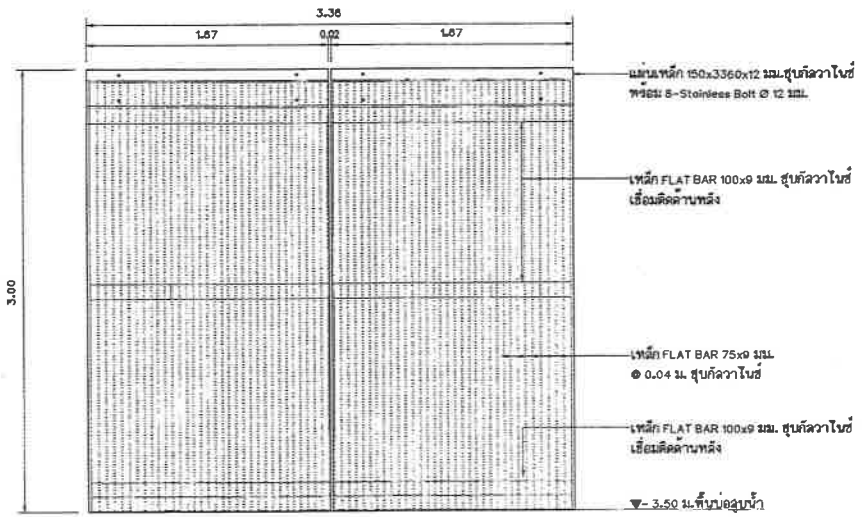 3.36
1.67 0.02 1.67
3.00
แผ่นเหล็ก 150x3360x12 มม.ชุบกัลวาไนซ์
พร้อม 8-Stainless Bolt Ø 12 มม.
เหล็ก FLAT BAR 100x9 มม. ชุบกัลวาไนซ์
เชื่อมติดด้านหลัง
เหล็ก FLAT BAR 75x9 มม.
@ 0.04 ม. ชุบกัลวาไนซ์
เหล็ก FLAT BAR 100x9 มม. ชุบกัลวาไนซ์
เชื่อมติดด้านหลัง
▼- 3.50 ม.พื้นบ่อสูบน้ำ